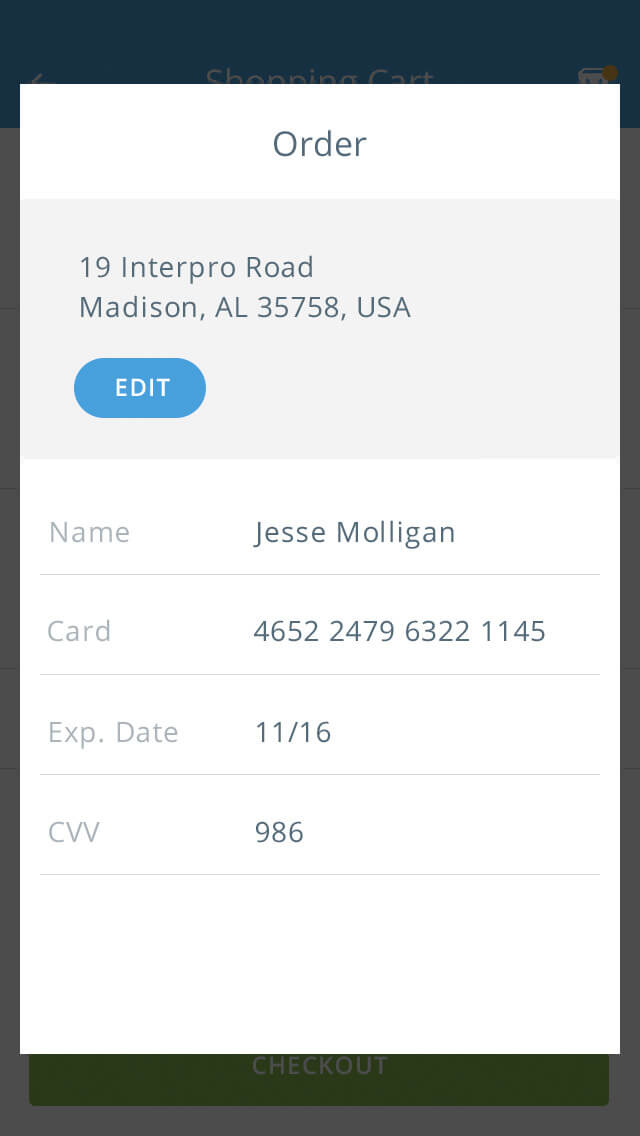 Shopping Cart
Order
19 Interpro Road
Madison, AL 35758, USA
EDIT
Name Jesse Molligan
Card 4652 2479 6322 1145
Exp. Date 11/16
CVV 986
CHECKOUT